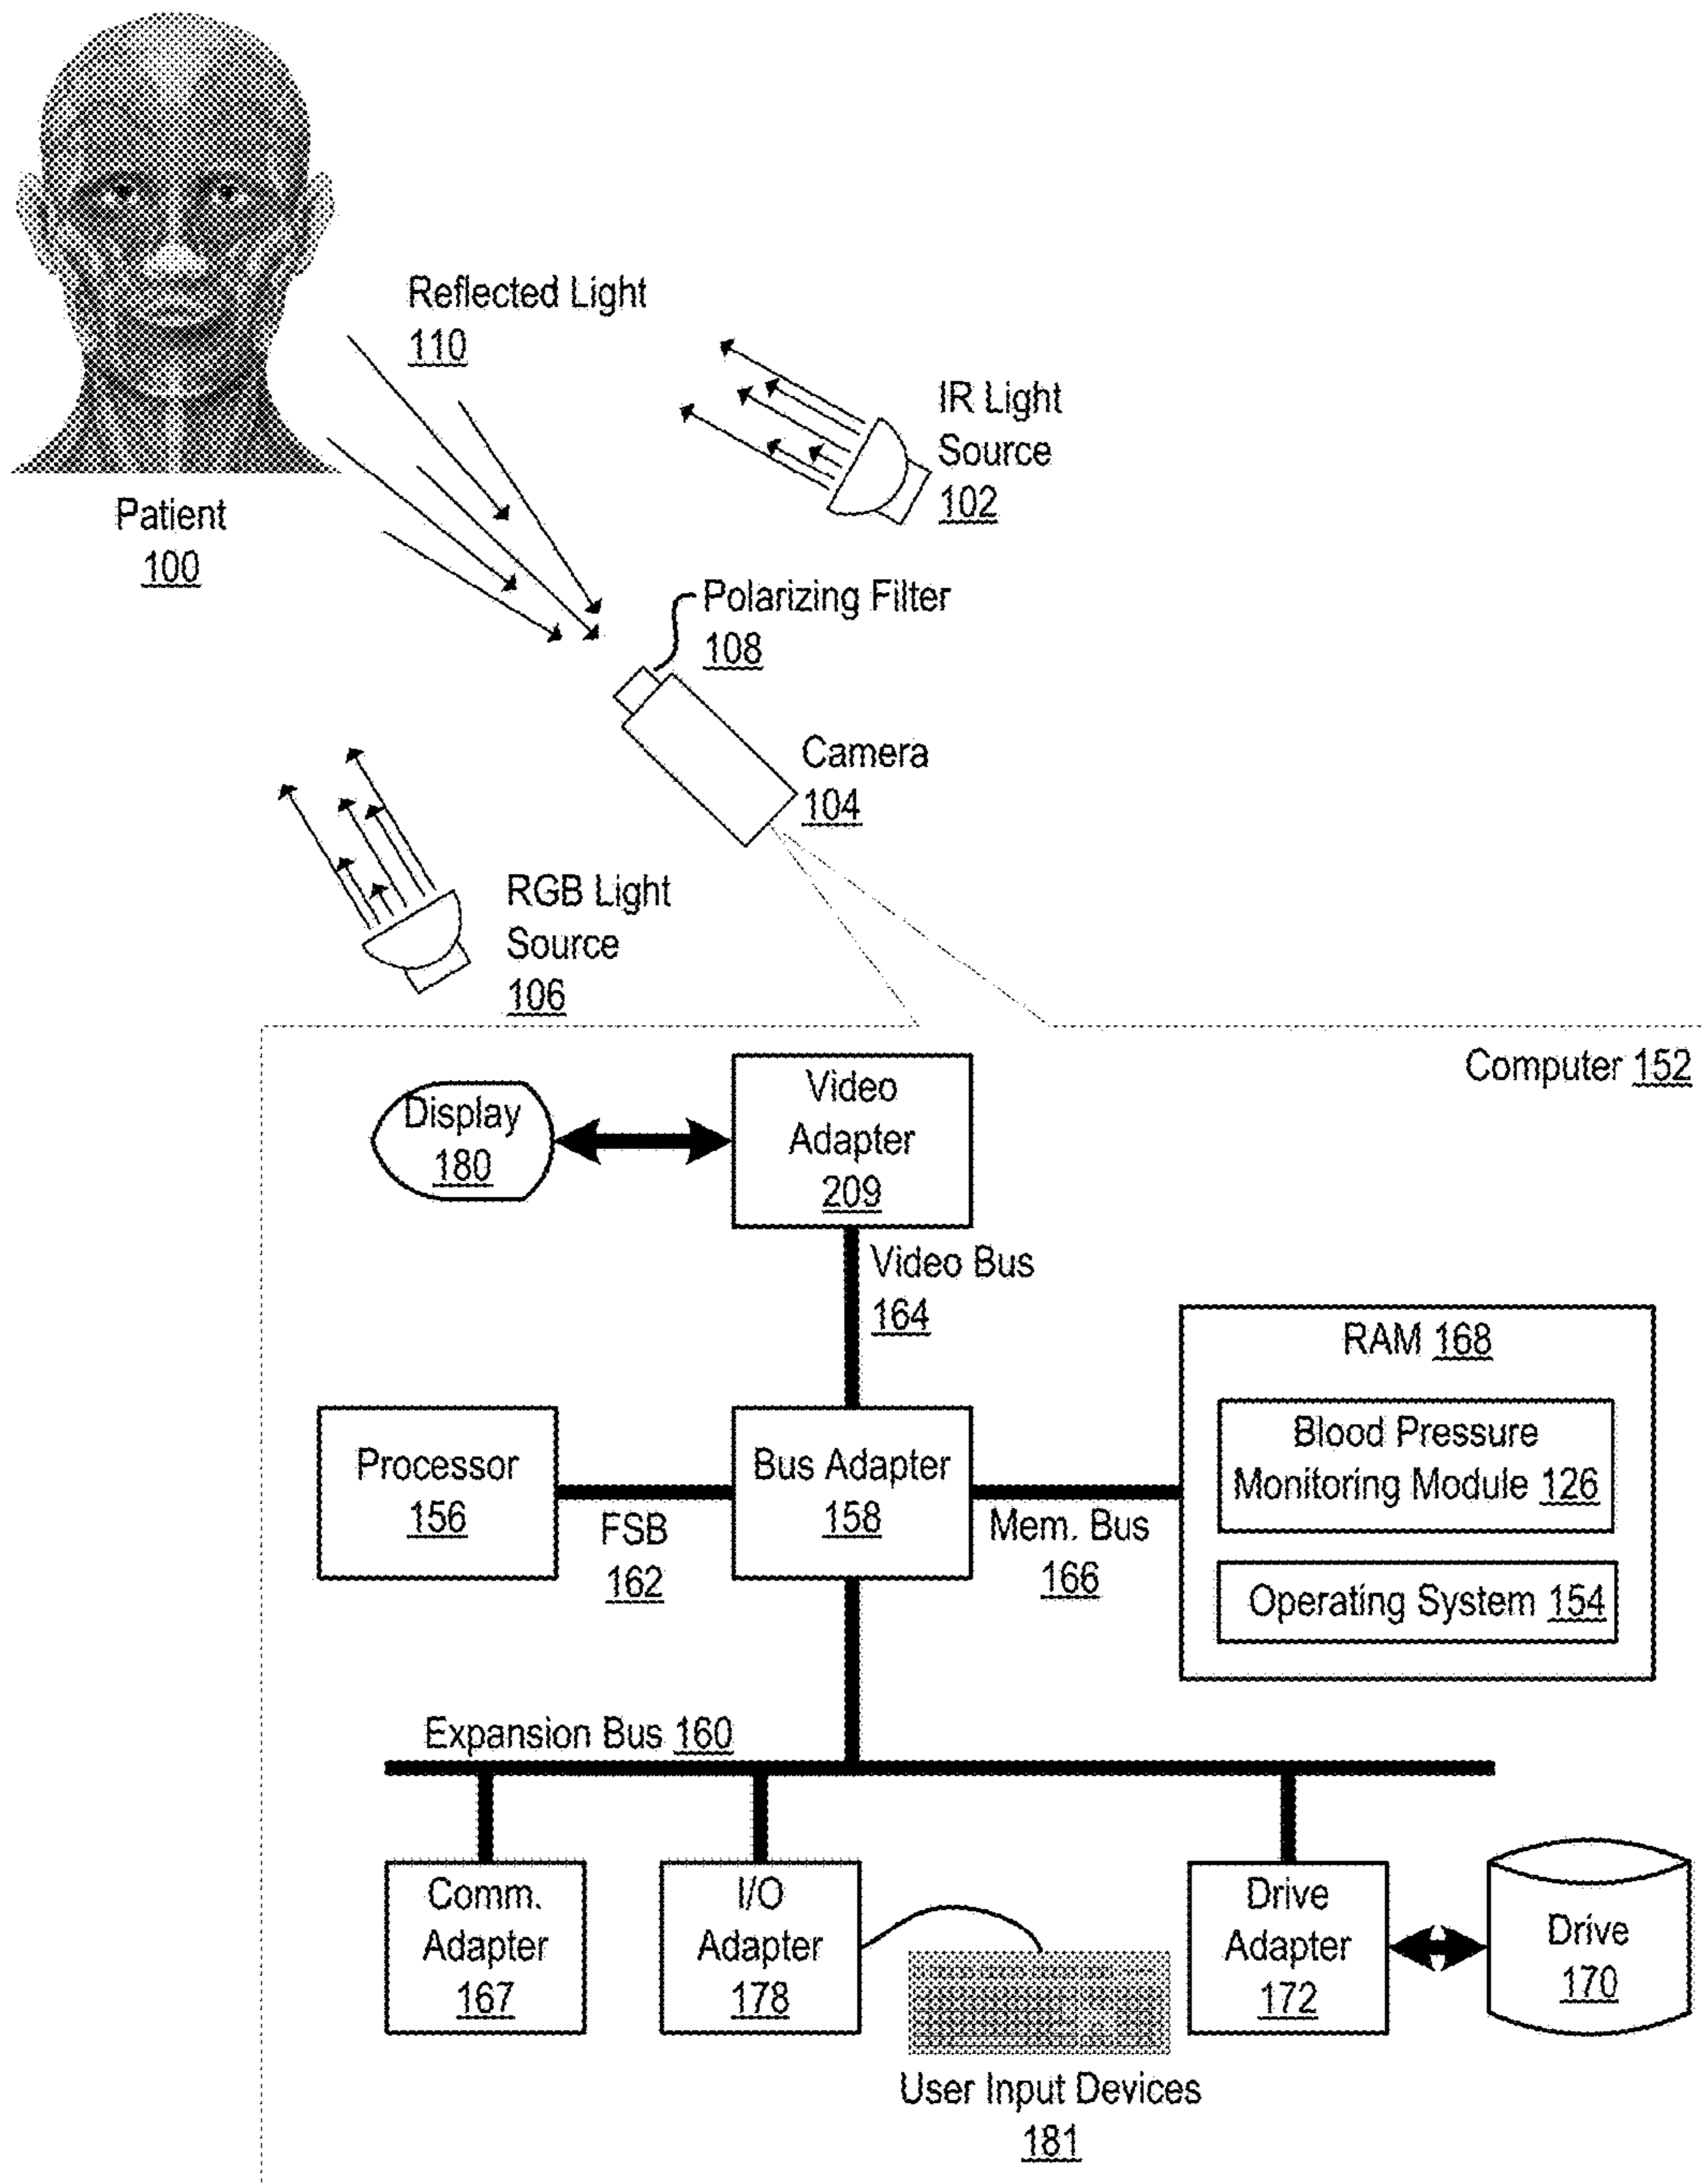 Reflected Light
110
IR Light
Source
102
Patient
100
Polarizing Filter
108
Camera
104
RGB Light
Source
106
Computer 152
Display
180
Video
Adapter
209
Video Bus
164
RAM 168
Blood Pressure
Monitoring Module 126
Operating System 154
Processor
156
FSB
162
Bus Adapter
158
Mem. Bus
166
Expansion Bus 160
Comm.
Adapter
167
I/O
Adapter
178
User Input Devices
181
Drive
Adapter
172
Drive
170